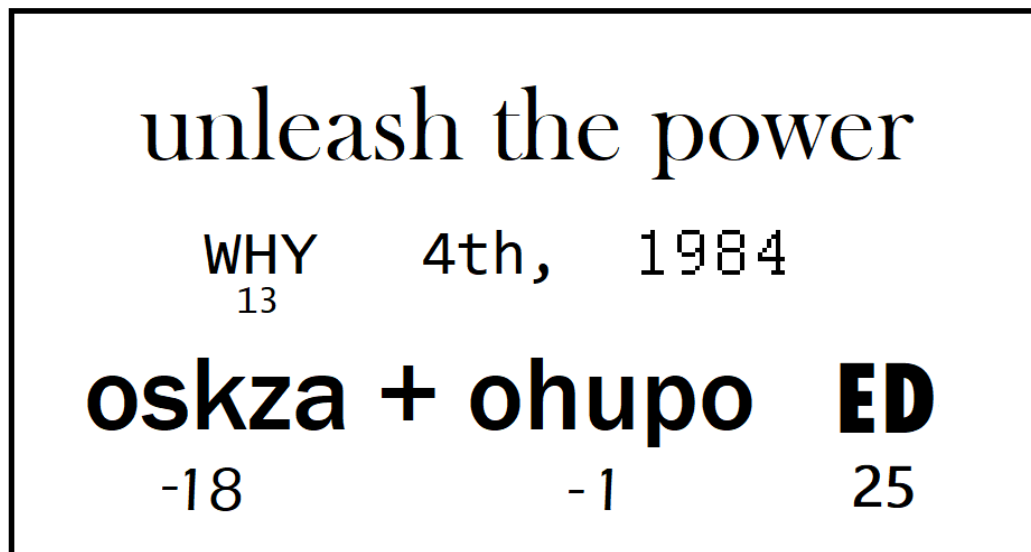 unleash the power
WHY 4th, 1984
13
oskza + ohupo ED
-18 -1 25